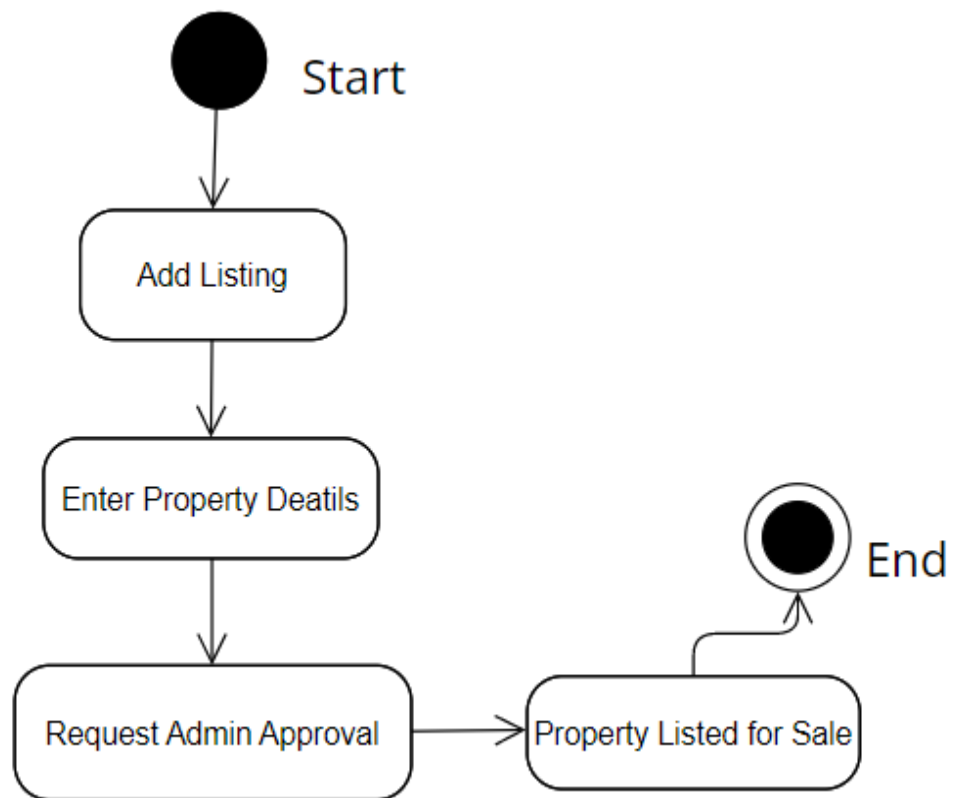 Start
Add Listing
Enter Property Deatils
Request Admin Approval
Property Listed for Sale
End